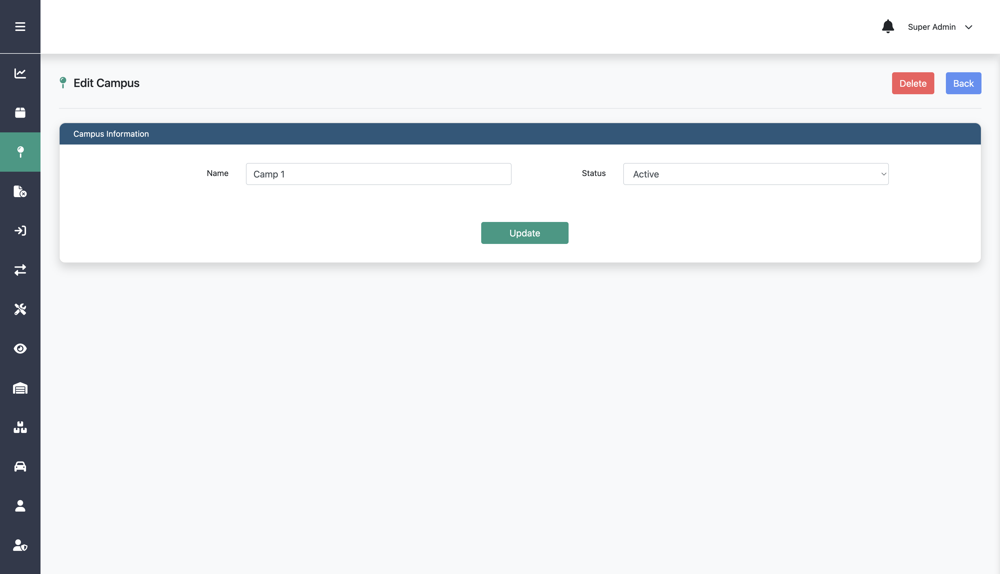 Super Admin
Edit Campus
Delete
Back
Campus Information
Name
Camp 1
Status
Active
Update